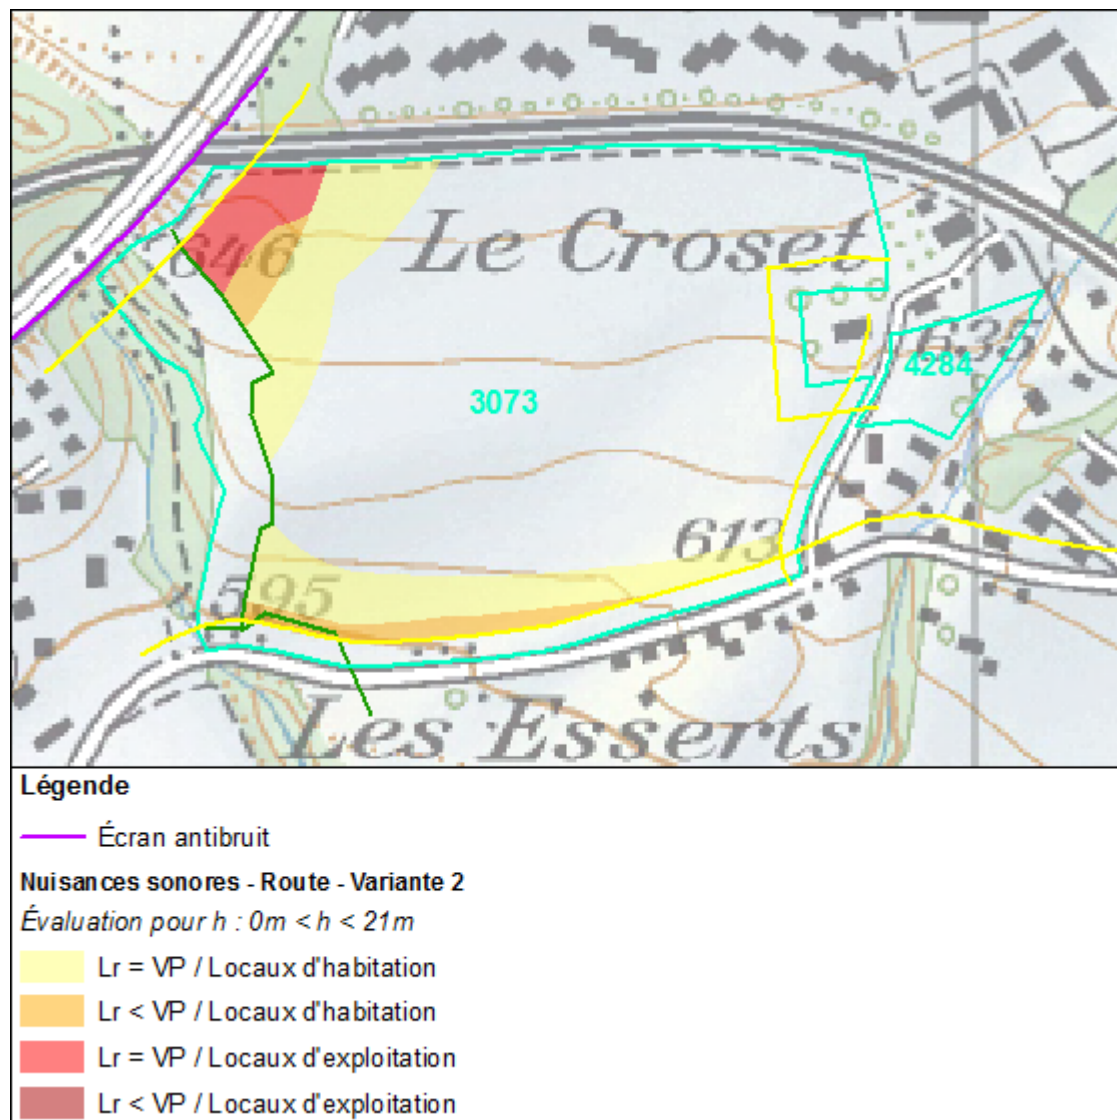 646
Le Croset
635
4284
3073
613
595
Les Esserts
Légende
Écran antibruit
Nuisances sonores - Route - Variante 2
Évaluation pour h : 0m < h < 21m
Lr = VP / Locaux d'habitation
Lr < VP / Locaux d'habitation
Lr = VP / Locaux d'exploitation
Lr < VP / Locaux d'exploitation